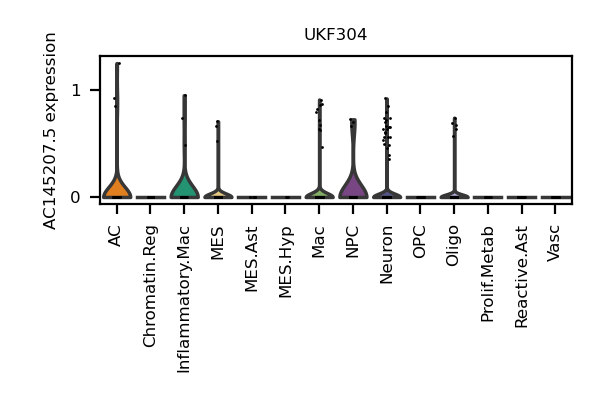 UKF304
AC145207.5 expression
1
0
AC
Chromatin.Reg
Inflammatory.Mac
MES
MES.Ast
MES.Hyp
Mac
NPC
Neuron
OPC
Oligo
Prolif.Metab
Reactive.Ast
Vasc